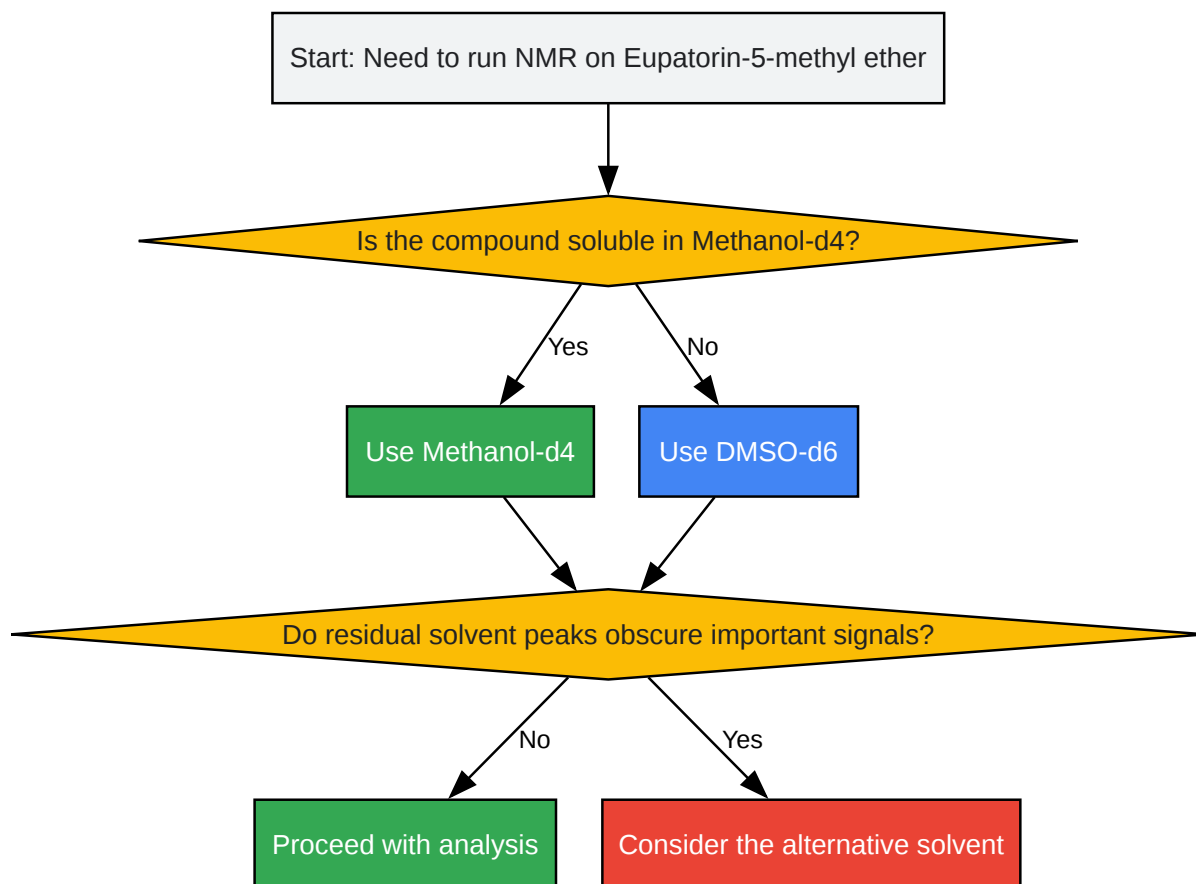 Start: Need to run NMR on Eupatorin-5-methyl ether
Is the compound soluble in Methanol-d4?
Yes
No
Use Methanol-d4
Use DMSO-d6
Do residual solvent peaks obscure important signals?
No
Yes
Proceed with analysis
Consider the alternative solvent